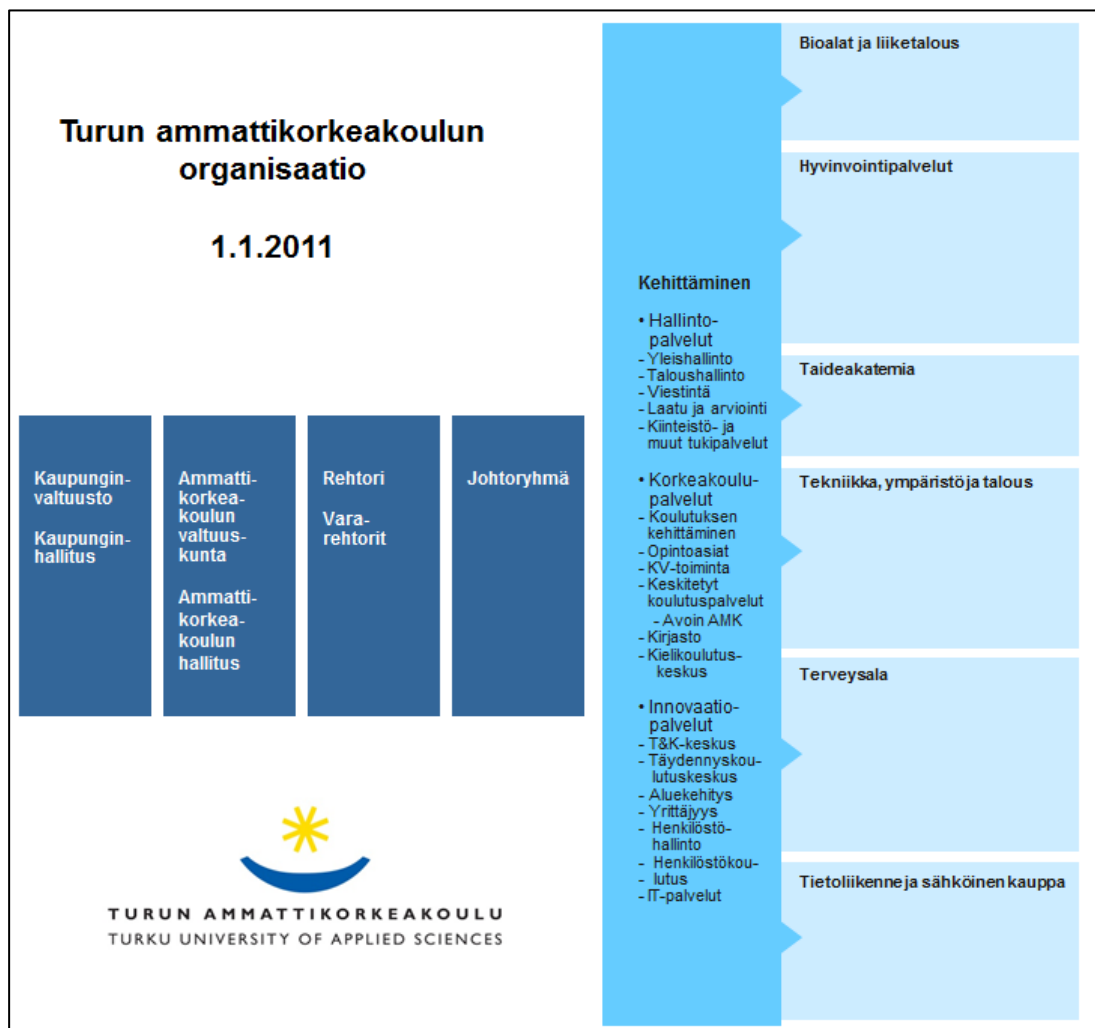 Turun ammattikorkeakoulun
organisaatio
1.1.2011
Kaupungin-
valtuusto
Kaupungin-
hallitus
Ammatti-
korkea-
koulun
valtuus-
kunta
Ammatti-
korkea-
koulun
hallitus
Rehtori
Vara-
rehtorit
Johtoryhmä
TURUN AMMATTIKORKEAKOULU
TURKU UNIVERSITY OF APPLIED SCIENCES
Kehittäminen
• Hallinto-
palvelut
- Yleishallinto
- Taloushallinto
- Viestintä
- Laatu ja arviointi
- Kiinteistö- ja
muut tukipalvelut
• Korkeakoulu-
palvelut
- Koulutuksen
kehittäminen
- Opintoasiat
- KV-toiminta
- Keskitetyt
koulutuspalvelut
- Avoin AMK
- Kirjasto
- Kielikoulutus-
keskus
• Innovaatio-
palvelut
- T&K-keskus
- Täydennyskou-
lutuskeskus
- Aluekehitys
- Yrittäjyys
- Henkilöstö-
hallinto
- Henkilöstökou-
- lutus
- IT-palvelut
Bioalat ja liiketalous
Hyvinvointipalvelut
Taideakatemia
Tekniikka, ympäristö ja talous
Terveysala
Tietoliikenne ja sähköinen kauppa